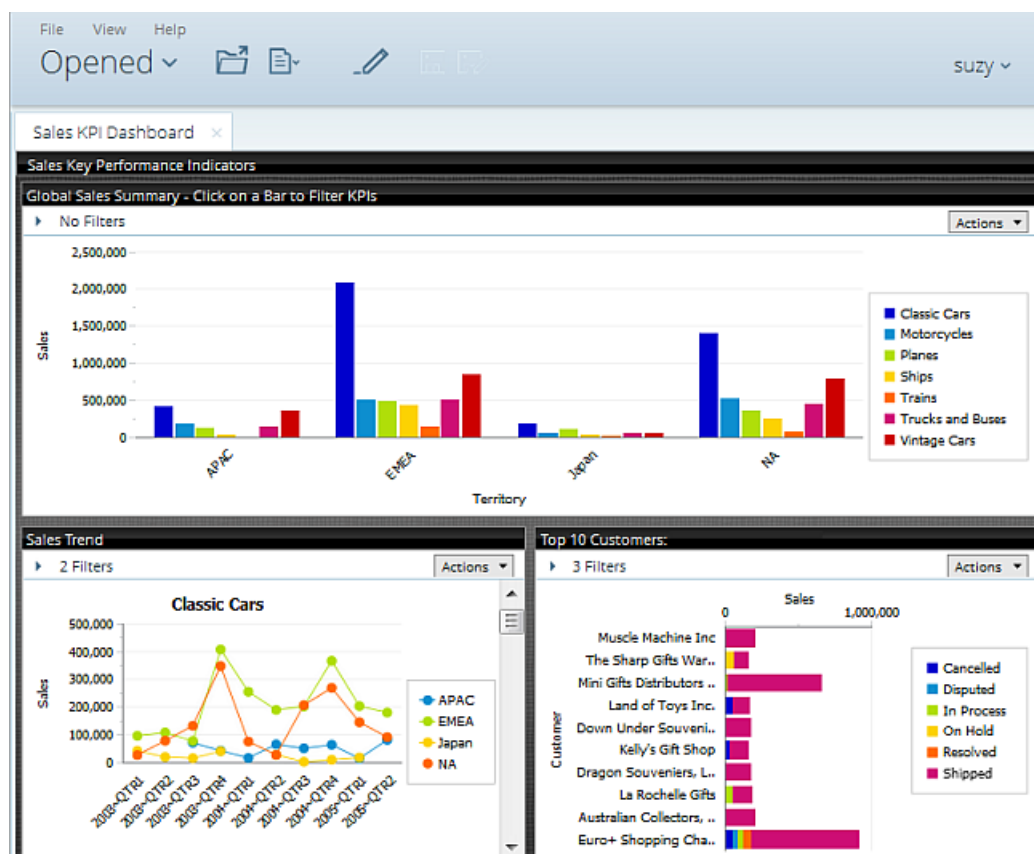 File View Help
Opened
suzy
Sales KPI Dashboard
Sales Key Performance Indicators
Global Sales Summary - Click on a Bar to Filter KPIs
No Filters
Actions
2,500,000
2,000,000
1,500,000
1,000,000
500,000
0
Sales
APAC
EMEA
Japan
NA
Territory
Classic Cars
Motorcycles
Planes
Ships
Trains
Trucks and Buses
Vintage Cars
Sales Trend
2 Filters
Actions
Classic Cars
500,000
400,000
300,000
200,000
100,000
0
Sales
2003~QTR1
2003~QTR2
2003~QTR3
2003~QTR4
2004~QTR1
2004~QTR2
2004~QTR3
2004~QTR4
2005~QTR1
2005~QTR2
APAC
EMEA
Japan
NA
Top 10 Customers:
3 Filters
Actions
Sales
0 1,000,000
Customer
Muscle Machine Inc
The Sharp Gifts War..
Mini Gifts Distributors ..
Land of Toys Inc.
Down Under Souveni..
Kelly's Gift Shop
Dragon Souveniers, L..
La Rochelle Gifts
Australian Collectors, ..
Euro+ Shopping Cha..
Cancelled
Disputed
In Process
On Hold
Resolved
Shipped